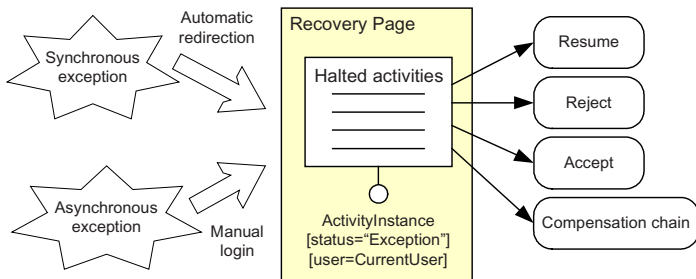 Synchronous
exception
Automatic
redirection
Asynchronous
exception
Manual
login
Recovery Page
Halted activities
ActivityInstance
[status=“Exception”]
[user=CurrentUser]
Resume
Reject
Accept
Compensation chain